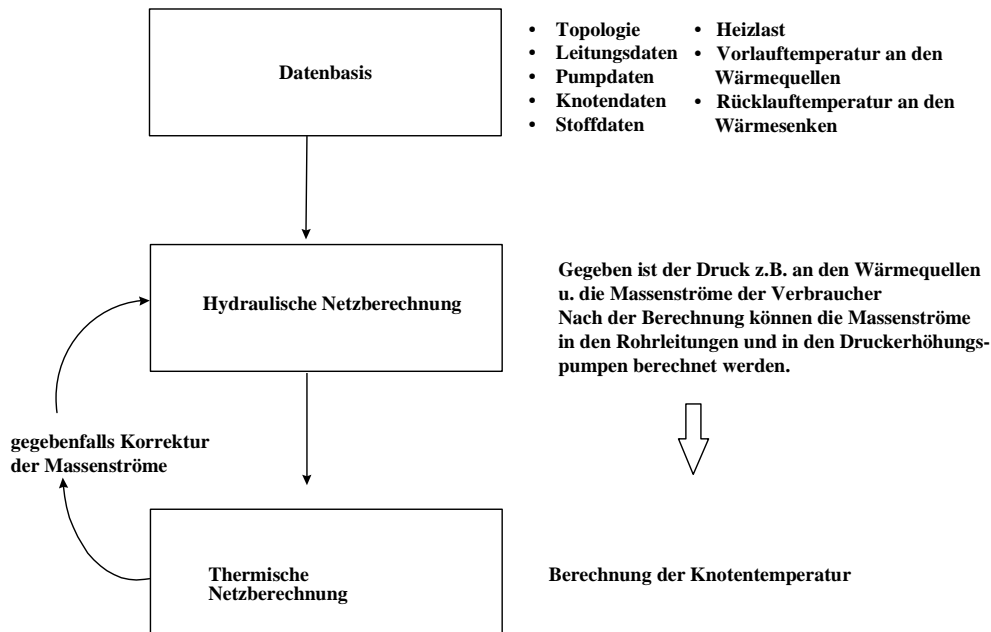 Datenbasis
• Topologie
• Leitungsdaten
• Pumpdaten
• Knotendaten
• Stoffdaten
• Heizlast
• Vorlauftemperatur an den
Wärmequellen
• Rücklauftemperatur an den
Wärmesenken
Hydraulische Netzberechnung
Gegeben ist der Druck z.B. an den Wärmequellen
u. die Massenströme der Verbraucher
Nach der Berechnung können die Massenströme
in den Rohrleitungen und in den Druckerhöhungs-
pumpen berechnet werden.
gegebenfalls Korrektur
der Massenströme
Thermische
Netzberechnung
Berechnung der Knotentemperatur